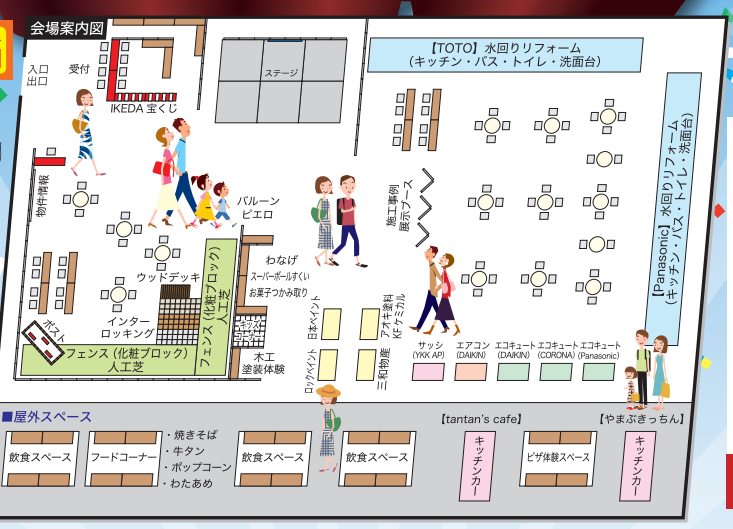 会場案内図
入口
出口
受付
IKEDA 宝くじ
ステージ
【TOTO】水回りリフォーム
（キッチン・バス・トイレ・洗面台）
【Panasonic】水回りリフォーム
（キッチン・バス・トイレ・洗面台）
物件情報
バルーン
ピエロ
施工事例
展示ブース
わなげ
スーパーボールすくい
お菓子つかみ取り
ウッドデッキ
インター
ロッキング
フェンス（化粧ブロック）
人工芝
ポスト
フェンス（化粧ブロック）
人工芝
木工
塗装体験
日本ペイント
アオキ塗料
KFケミカル
ロックペイント
三和物産
サッシ
(YKK AP)
エアコン
(DAIKIN)
エコキュート
(DAIKIN)
エコキュート
(CORONA)
エコキュート
(Panasonic)
■屋外スペース
飲食スペース
フードコーナー
・焼きそば
・牛タン
・ポップコーン
・わたあめ
飲食スペース
飲食スペース
【tantan's cafe】
キッチンカー
ピザ体験スペース
【やまぶきっちん】
キッチンカー